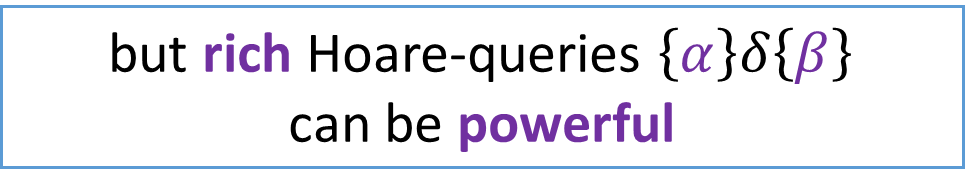 but rich Hoare-queries {𝛼}𝛿{𝛽}
can be powerful